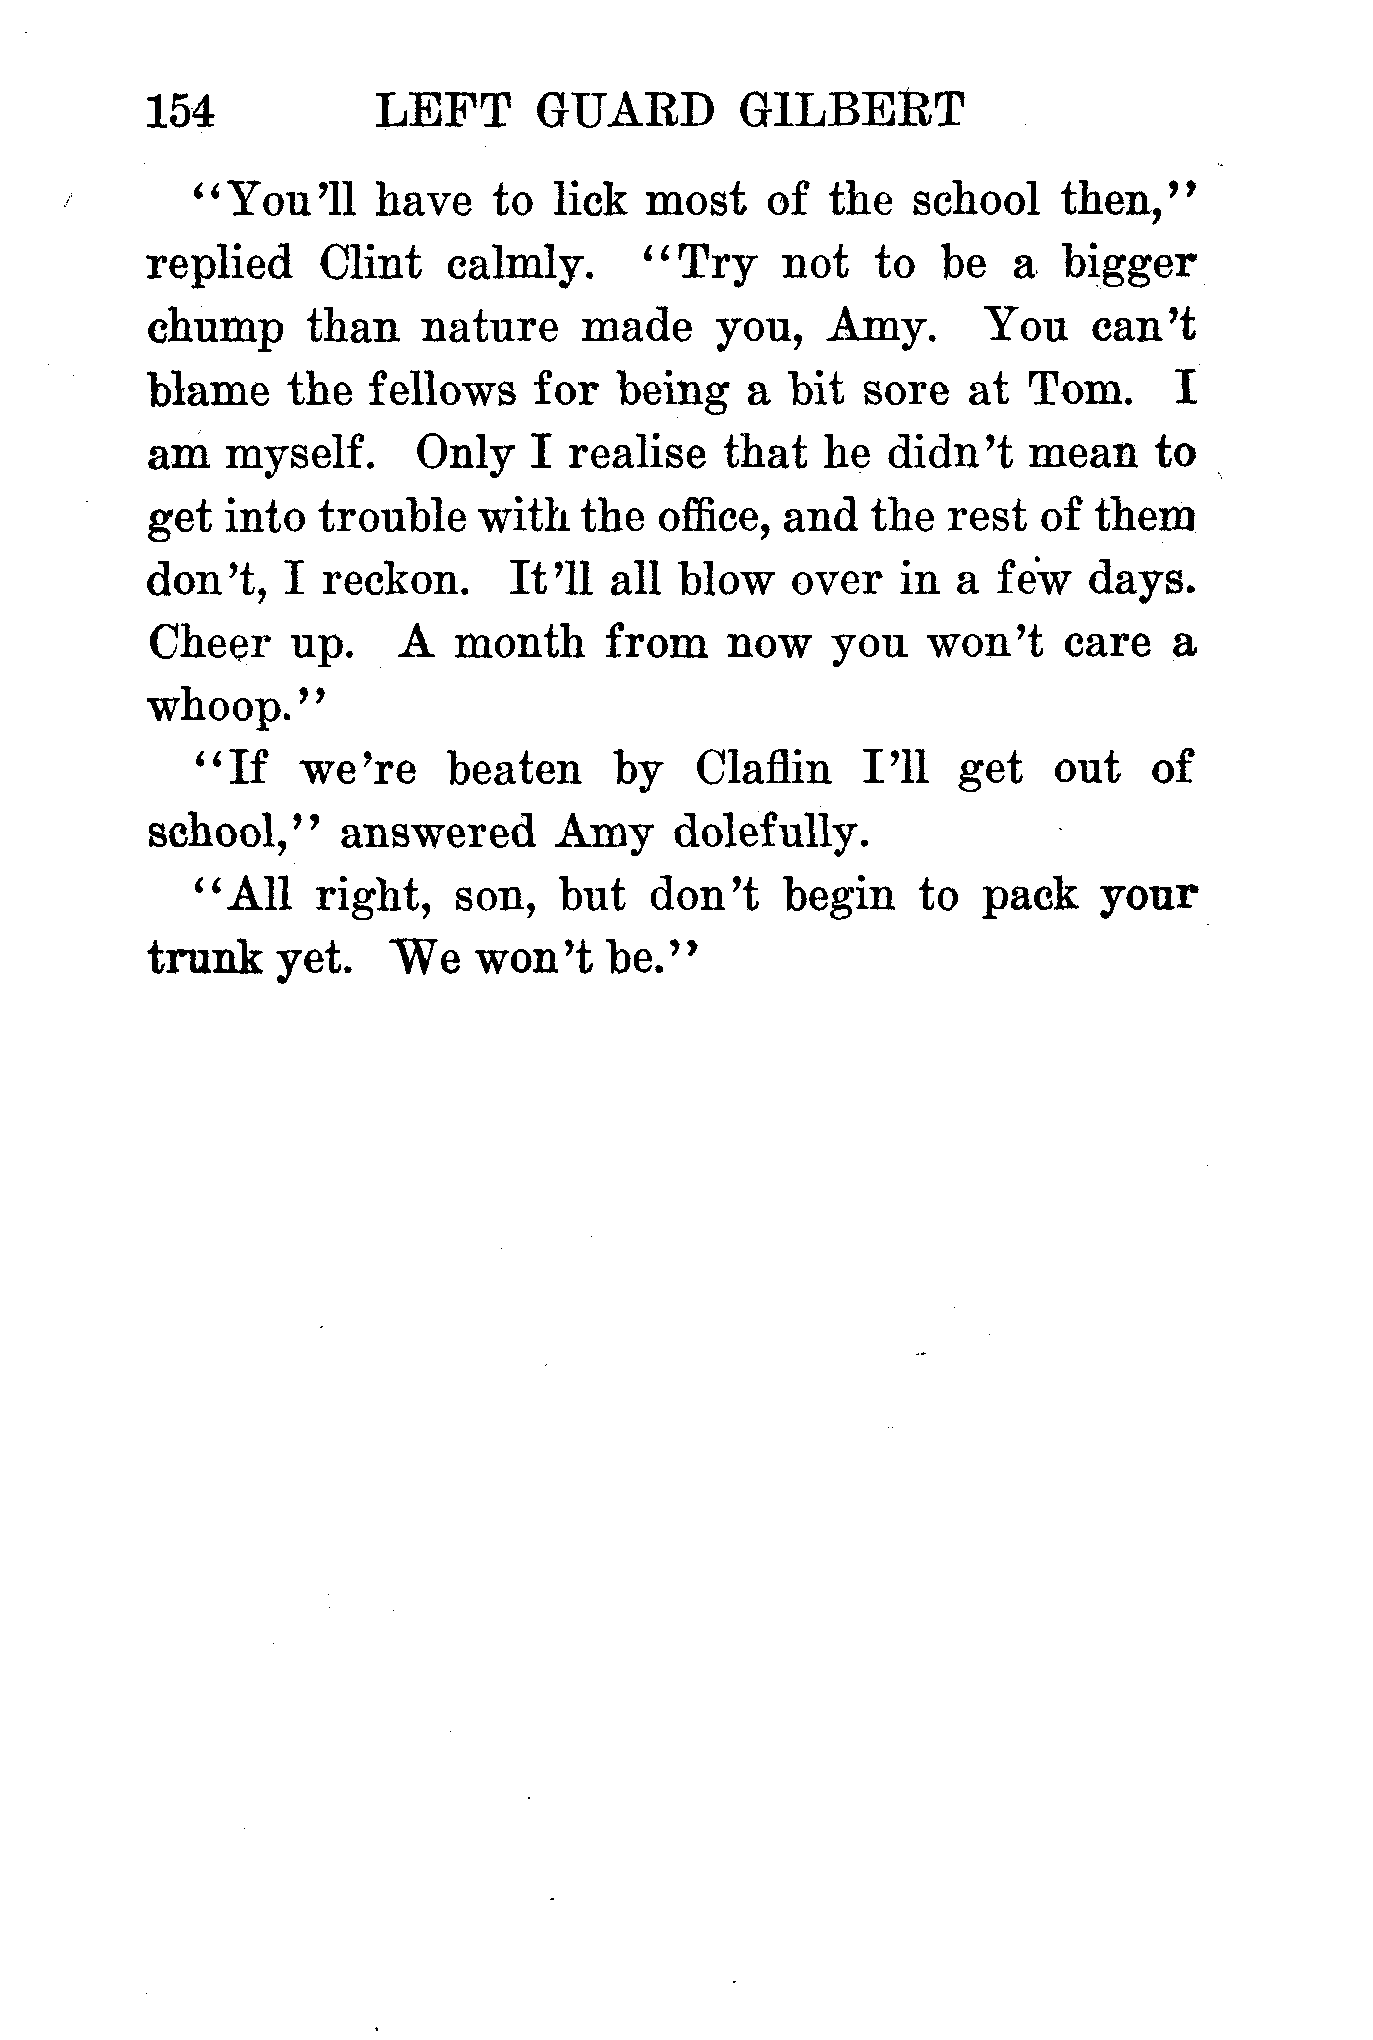 154 LEFT GUARD GILBERT
“You’ll have to lick most of the school then,”
replied Clint calmly. “Try not to be a bigger
chump than nature made you, Amy. You can’t
blame the fellows for being a bit sore at Tom. I
am myself. Only I realise that he didn’t mean to
get into trouble with the office, and the rest of them
don’t, I reckon. It’ll all blow over in a few days.
Cheer up. A month from now you won’t care a
whoop.”
“If we’re beaten by Claflin I’ll get out of
school,” answered Amy dolefully.
“All right, son, but don’t begin to pack your
trunk yet. We won’t be.”